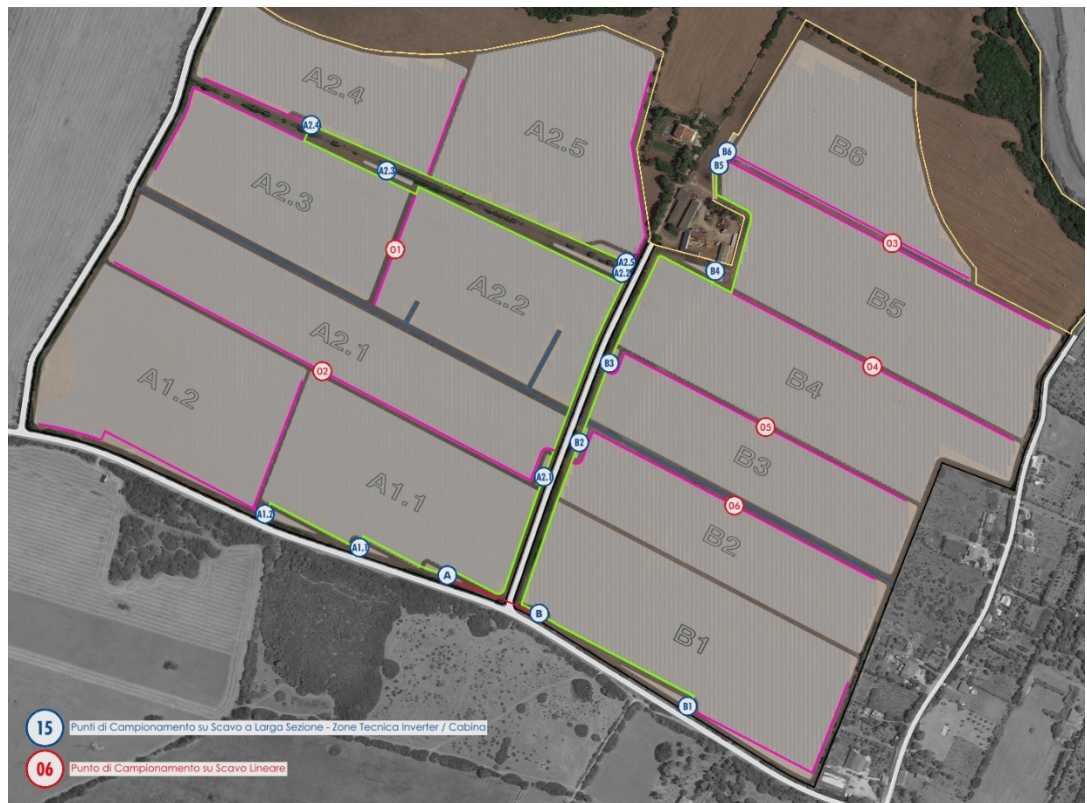 A2.4
A2.5
B6
A2.4
A2.3
B6
B5
A2.3
01
03
A2.2
A2.5
A2.2
B4
B5
A2.1
B3
04
02
B4
A1.2
05
B2
B3
A2.1
A1.1
06
B2
A1.2
A1.1
A
B
B1
B1
15 Punti di Campionamento su Scavo a Larga Sezione - Zone Tecnica Inverter / Cabina
06 Punto di Campionamento su Scavo Lineare